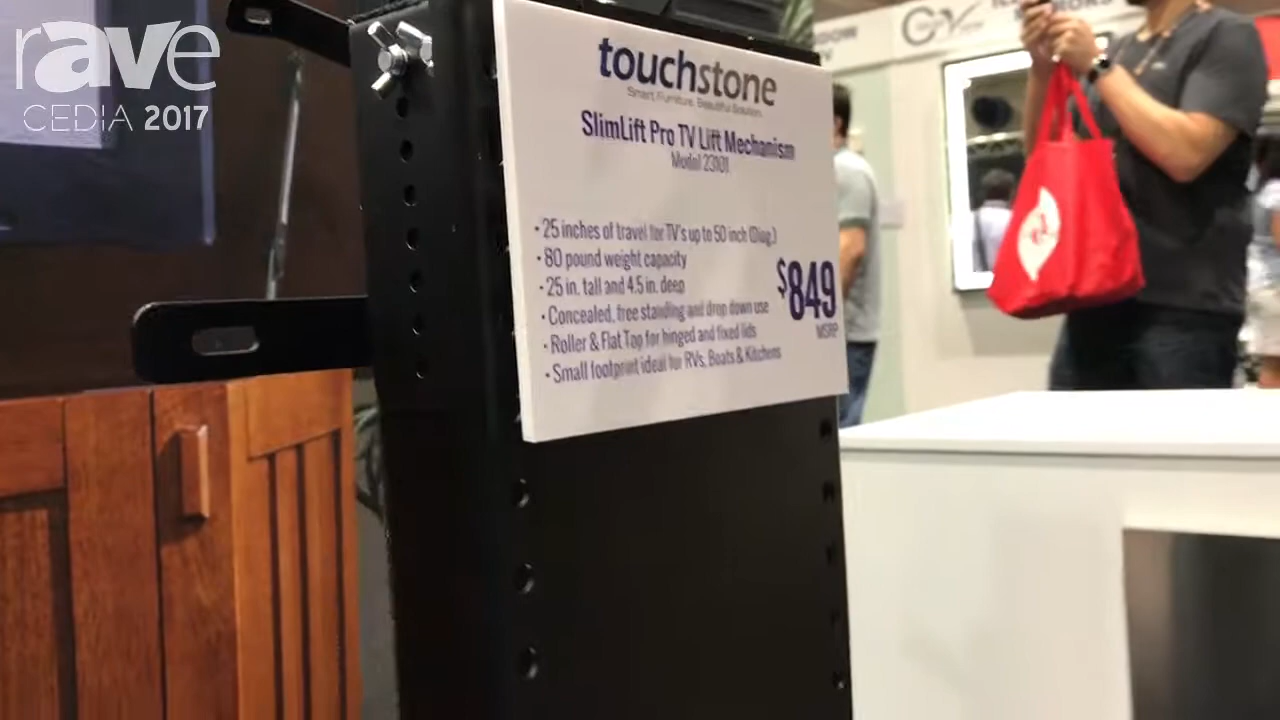 rave
CEDIA 2017
touchstone
Smart Furniture. Beautiful Solution.
SlimLift Pro TV Lift Mechanism
Model 23101
• 25 inches of travel for TV's up to 50 inch (Diag.)
• 80 pound weight capacity
• 25 in. tall and 4.5 in. deep
• Concealed, free standing and drop down use
• Roller & Flat Top for hinged and fixed lids
• Small footprint ideal for RVs, Boats & Kitchens
$849
MSRP